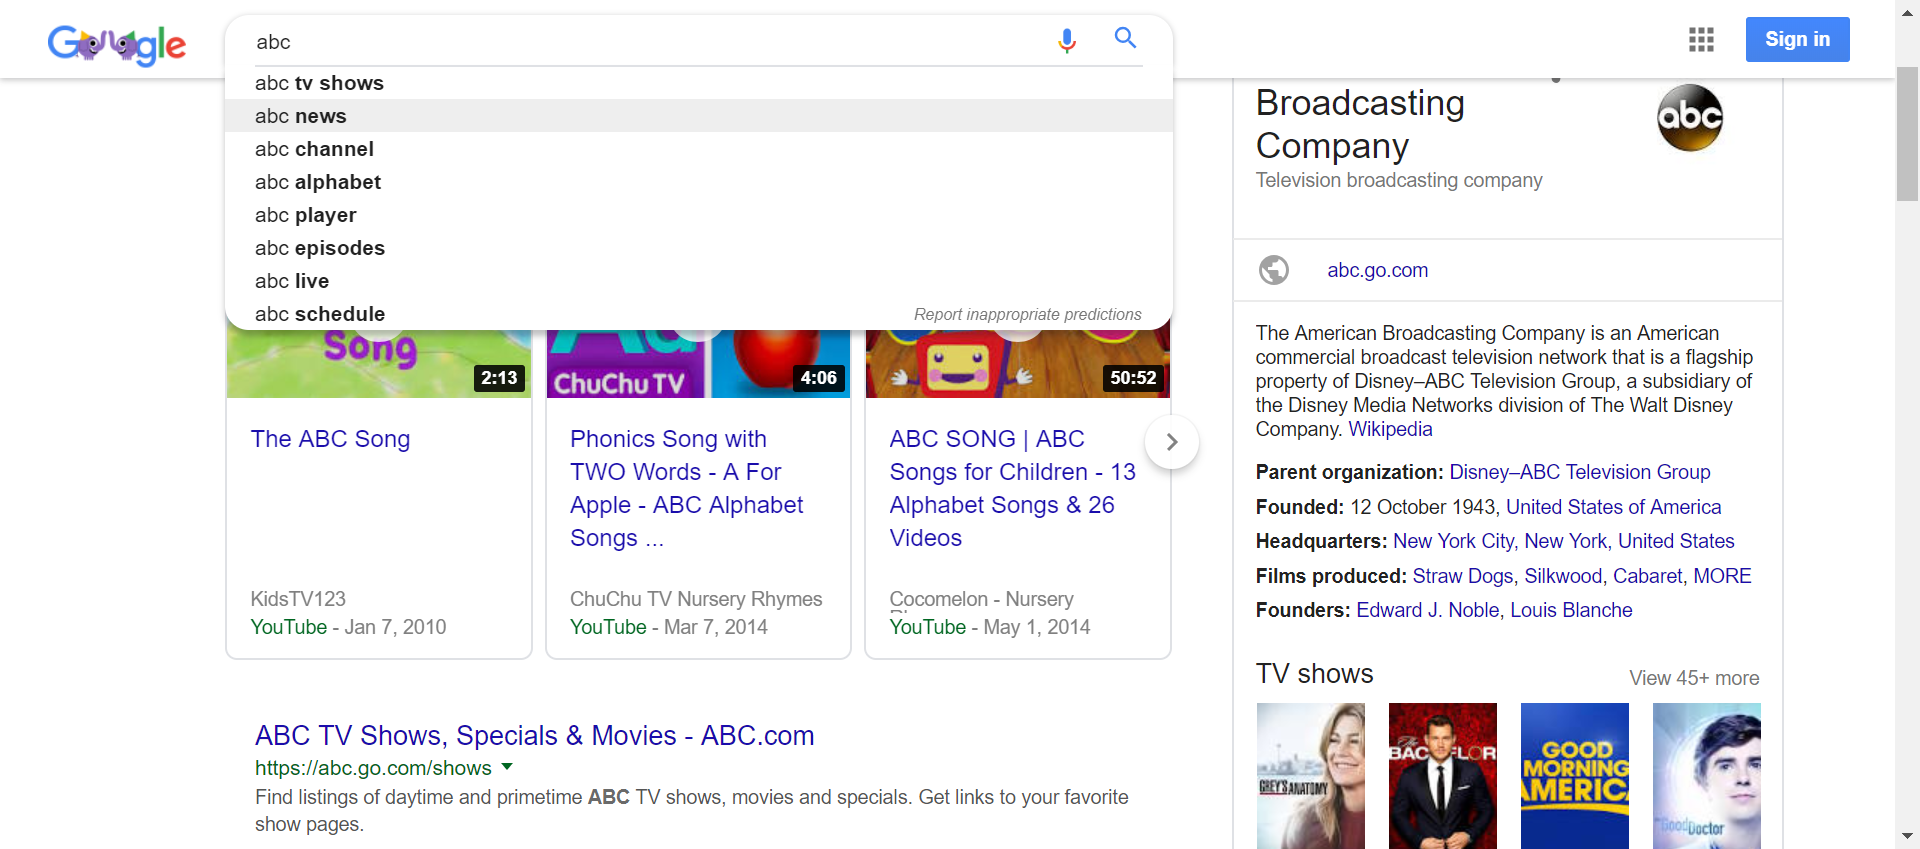 Google
abc
Sign in
abc tv shows
abc news
abc channel
abc alphabet
abc player
abc episodes
abc live
abc schedule
Report inappropriate predictions
Song
2:13
ChuChu TV
4:06
50:52
The ABC Song
KidsTV123
YouTube - Jan 7, 2010
Phonics Song with
TWO Words - A For
Apple - ABC Alphabet
Songs ...
ChuChu TV Nursery Rhymes
YouTube - Mar 7, 2014
ABC SONG | ABC
Songs for Children - 13
Alphabet Songs & 26
Videos
Cocomelon - Nursery
YouTube - May 1, 2014
ABC TV Shows, Specials & Movies - ABC.com
https://abc.go.com/shows
Find listings of daytime and primetime ABC TV shows, movies and specials. Get links to your favorite
show pages.
Broadcasting
Company
abc
Television broadcasting company
abc.go.com
The American Broadcasting Company is an American
commercial broadcast television network that is a flagship
property of Disney–ABC Television Group, a subsidiary of
the Disney Media Networks division of The Walt Disney
Company. Wikipedia
Parent organization: Disney–ABC Television Group
Founded: 12 October 1943, United States of America
Headquarters: New York City, New York, United States
Films produced: Straw Dogs, Silkwood, Cabaret, MORE
Founders: Edward J. Noble, Louis Blanche
TV shows
View 45+ more
GREY'S ANATOMY
The
BACHELOR
GOOD
MORNING
AMERICA
the Good Doctor